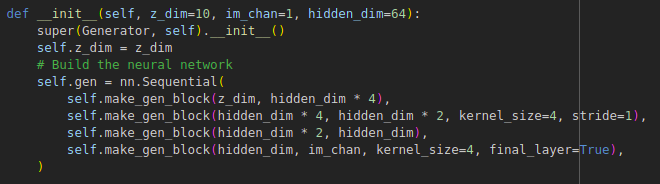 def __init__(self, z_dim=10, im_chan=1, hidden_dim=64):
    super(Generator, self).__init__()
    self.z_dim = z_dim
    # Build the neural network
    self.gen = nn.Sequential(
        self.make_gen_block(z_dim, hidden_dim * 4),
        self.make_gen_block(hidden_dim * 4, hidden_dim * 2, kernel_size=4, stride=1),
        self.make_gen_block(hidden_dim * 2, hidden_dim),
        self.make_gen_block(hidden_dim, im_chan, kernel_size=4, final_layer=True),
    )